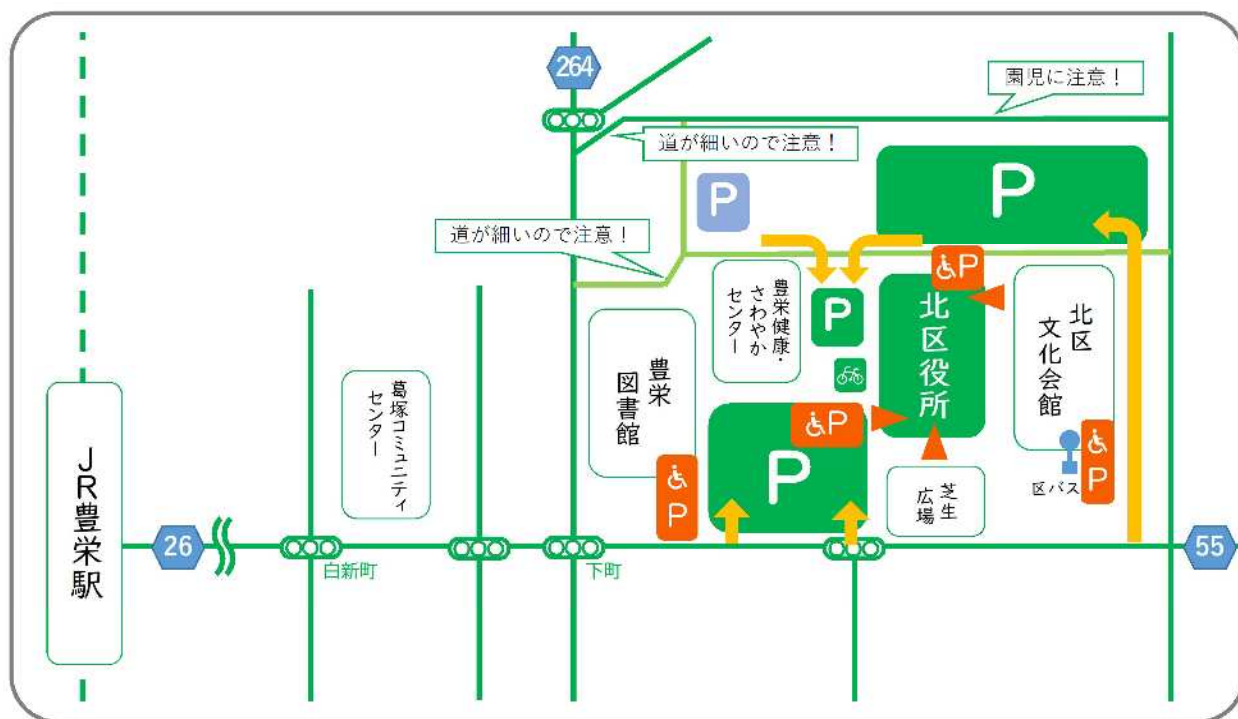 264
園児に注意！
道が細いので注意！
P
P
道が細いので注意！
P
豊栄健康・
さわやか
センター
P
北区役所
北区
文化会館
豊栄
図書館
葛塚コミュニティ
センター
P
P
P
P
区バス
芝生
広場
JR豊栄駅
26
白新町
下町
55